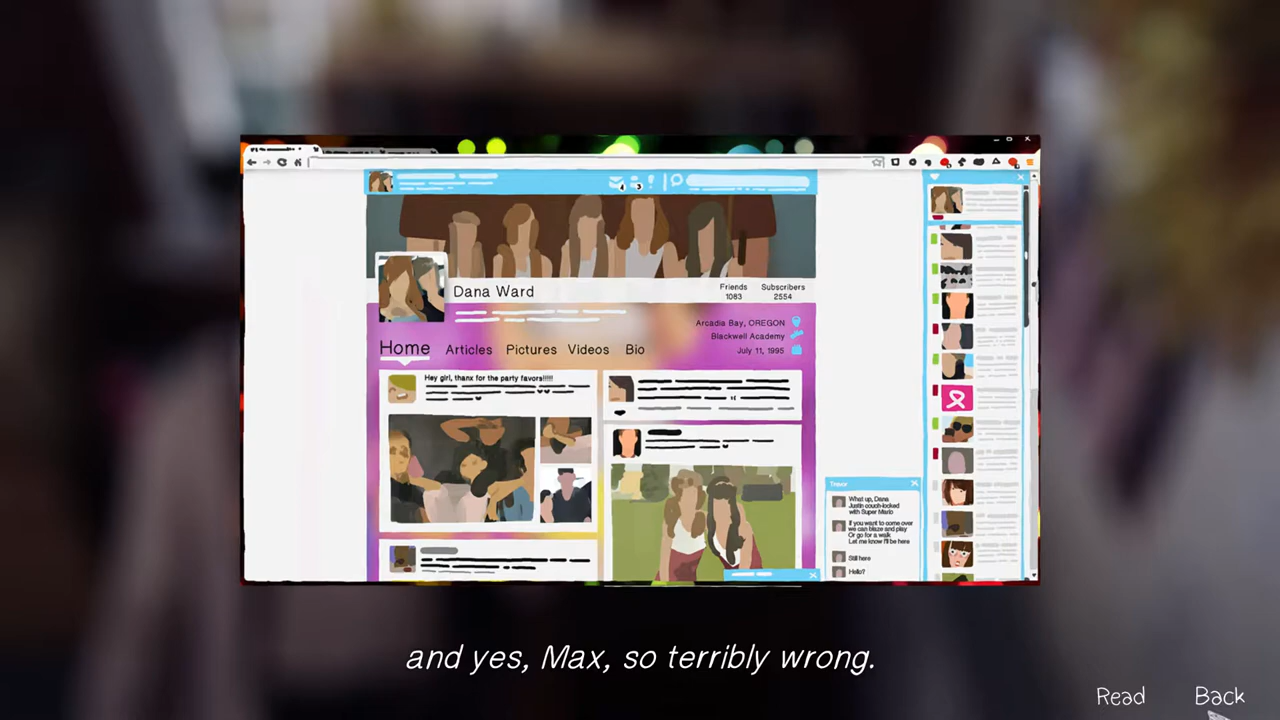 4
3
Dana Ward
Friends
1083
Subscribers
2554
Arcadia Bay, OREGON
Blackwell Academy
July 11, 1995
Home
Articles
Pictures
Videos
Bio
Hey girl, thanx for the party favors!!!!!
:(
Trevor
What up, Dana
Justin couch-locked
with Super Mario
If you want to come over
we can blaze and play
Or go for a walk
Let me know I'll be here
Still here
Hello?
and yes, Max, so terribly wrong.
Read
Back